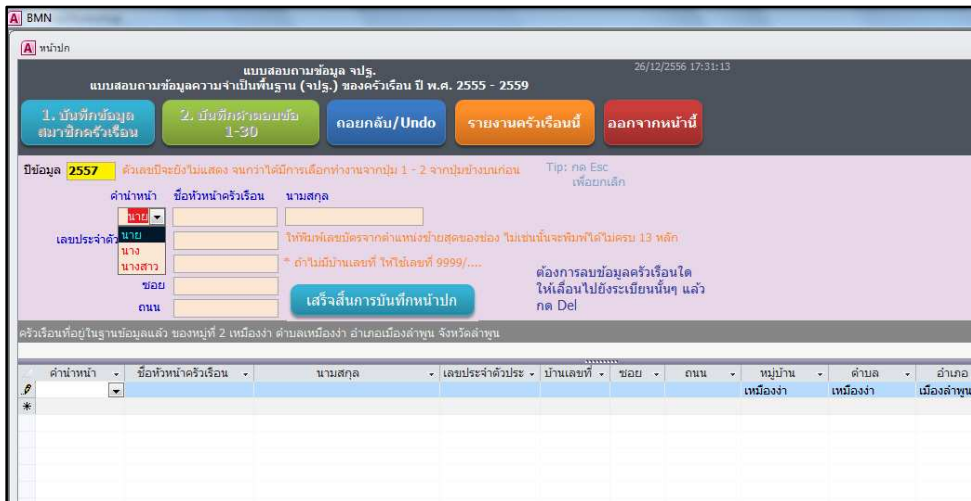 BMN
หน้าปก
แบบสอบถามข้อมูล จปฐ.
26/12/2556 17:31:13
แบบสอบถามข้อมูลความจำเป็นพื้นฐาน (จปฐ.) ของครัวเรือน ปี พ.ศ. 2555 - 2559
1. บันทึกข้อมูลสมาชิกครัวเรือน
2. บันทึกคำตอบข้อ 1-30
ถอยกลับ/Undo
รายงานครัวเรือนนี้
ออกจากหน้านี้
ปีข้อมูล 2557 ตัวเลขปีจะยังไม่แสดง จนกว่าได้มีการเลือกทำงานจากปุ่ม 1 - 2 จากปุ่มข้างบนก่อน
Tip: กด Esc
เพื่อยกเลิก
คำนำหน้า ชื่อหัวหน้าครัวเรือน นามสกุล
นาย
เลขประจำตัว
นาย
นาง
นางสาว
ให้พิมพ์เลขบัตรจากตำแหน่งซ้ายสุดของช่อง ไม่เช่นนั้นจะพิมพ์ได้ไม่ครบ 13 หลัก
* ถ้าไม่มีบ้านเลขที่ ให้ใช้เลขที่ 9999/....
ซอย
ถนน
เสร็จสิ้นการบันทึกหน้าปก
ต้องการลบข้อมูลครัวเรือนใด
ให้เลื่อนไปยังระเบียนนั้นๆ แล้ว
กด Del
ครัวเรือนที่อยู่ในฐานข้อมูลแล้ว ของหมู่ที่ 2 เหมืองง่า ตำบลเหมืองง่า อำเภอเมืองลำพูน จังหวัดลำพูน
คำนำหน้า ชื่อหัวหน้าครัวเรือน นามสกุล เลขประจำตัวประ บ้านเลขที่ ซอย ถนน หมู่บ้าน ตำบล อำเภอ
เหมืองง่า เหมืองง่า เมืองลำพูน